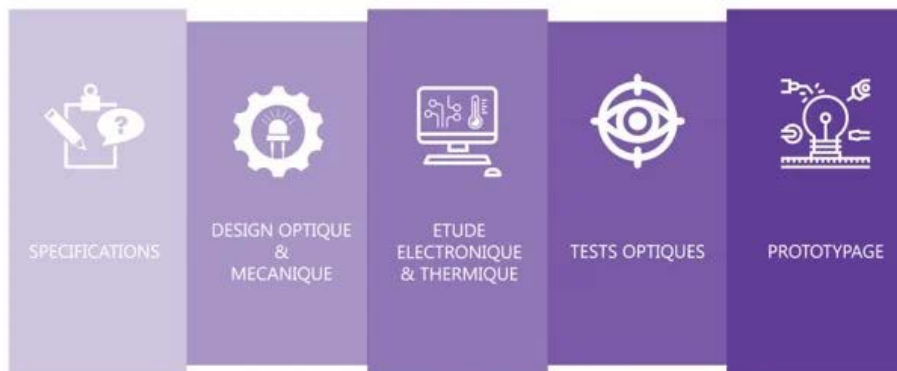 SPECIFICATIONS
DESIGN OPTIQUE
&
MECANIQUE
ETUDE
ELECTRONIQUE
& THERMIQUE
TESTS OPTIQUES
PROTOTYPAGE
?